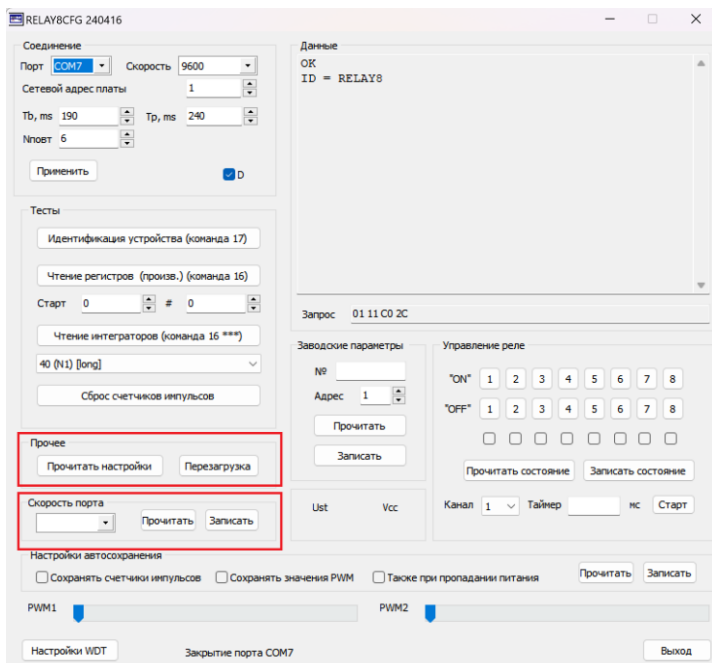 RELAY8CFG 240416
Соединение
Порт COM7 Скорость 9600
Сетевой адрес платы 1
Tb, ms 190 Tp, ms 240
Nповт 6
Применить D
Данные
OK
ID = RELAY8
Запрос 01 11 C0 2C
Тесты
Идентификация устройства (команда 17)
Чтение регистров (произв.) (команда 16)
Старт 0 # 0
Чтение интеграторов (команда 16 ***)
40 (N1) [long]
Сброс счетчиков импульсов
Прочее
Прочитать настройки Перезагрузка
Скорость порта
Прочитать Записать
Заводские параметры
№
Адрес 1
Прочитать
Записать
Ust Vcc
Управление реле
"ON" 1 2 3 4 5 6 7 8
"OFF" 1 2 3 4 5 6 7 8
Прочитать состояние Записать состояние
Канал 1 Таймер мс Старт
Настройки автосохранения
Сохранять счетчики импульсов Сохранять значения PWM Также при пропадании питания Прочитать Записать
PWM1 PWM2
Настройки WDT Закрытие порта COM7 Выход